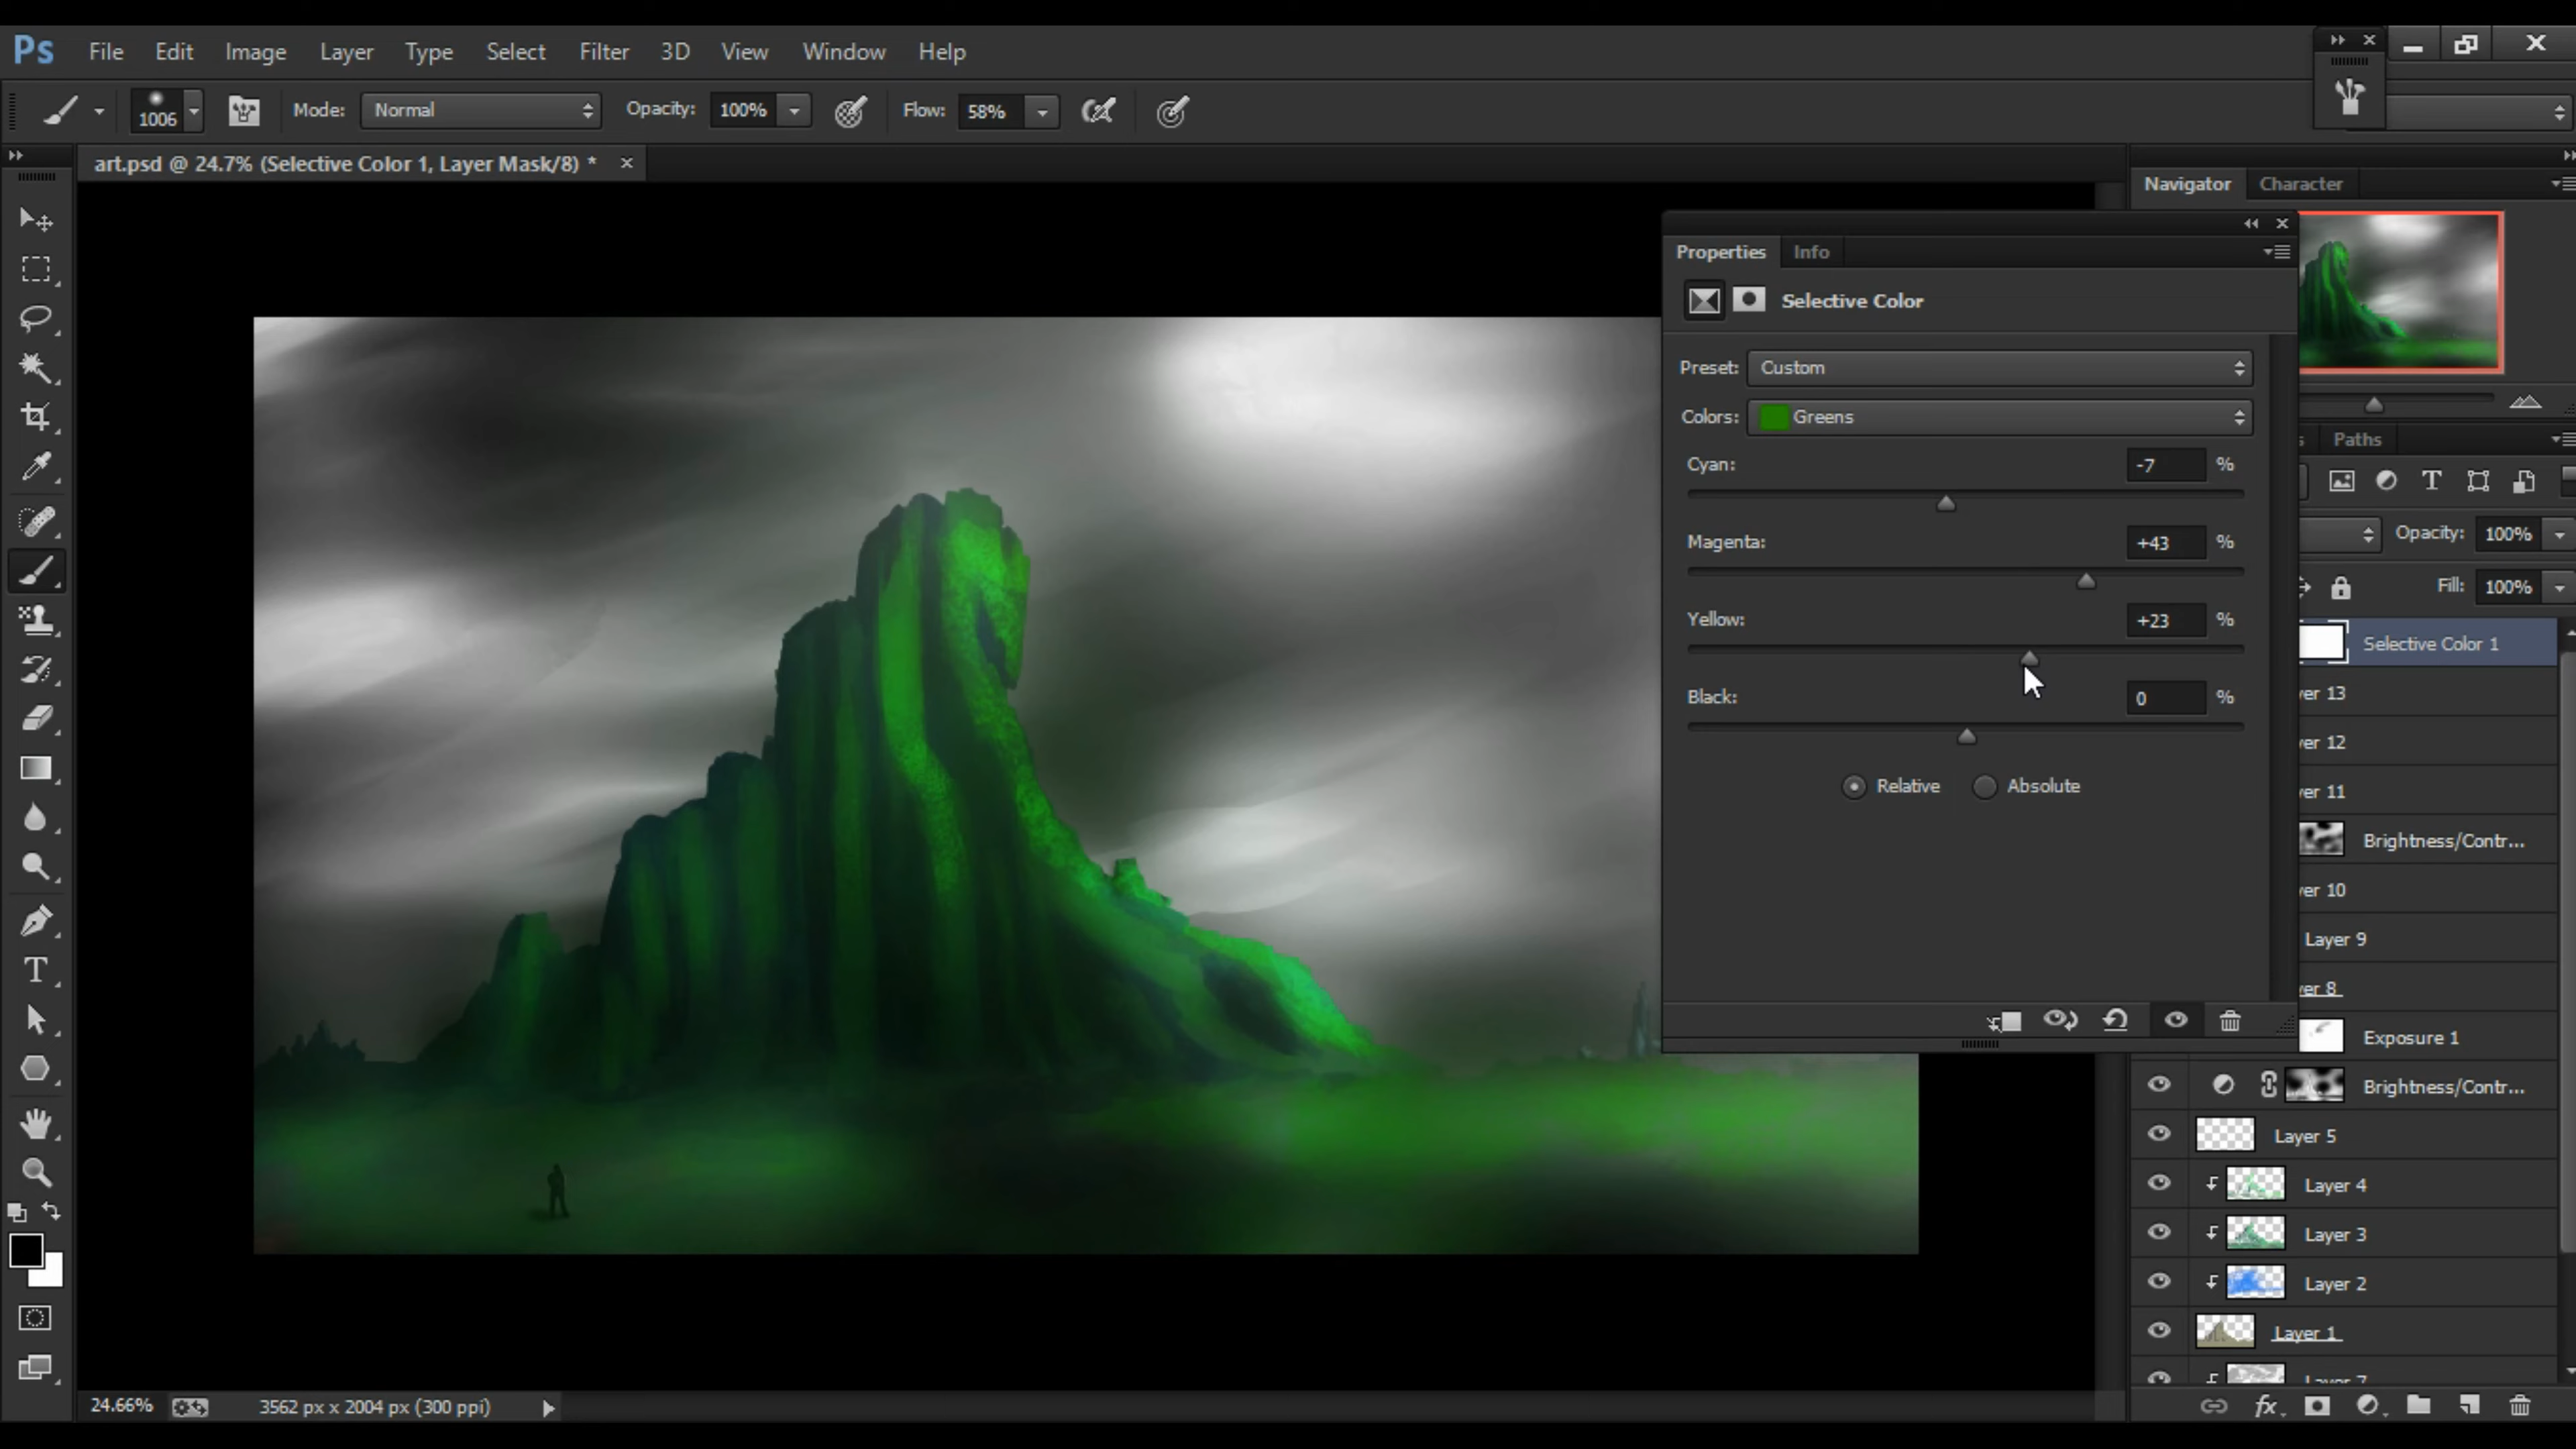 Ps File Edit Image Layer Type Select Filter 3D View Window Help
1006 Mode: Normal Opacity: 100% Flow: 58%
art.psd @ 24.7% (Selective Color 1, Layer Mask/8) *
Navigator Character
Properties Info
Selective Color
Preset: Custom
Colors: Greens
Cyan: -7 %
Magenta: +43 %
Yellow: +23 %
Black: 0 %
Relative Absolute
Paths
Opacity: 100%
Fill: 100%
Selective Color 1
yer 13
yer 12
yer 11
Brightness/Contr...
yer 10
Layer 9
yer 8
Exposure 1
Brightness/Contr...
Layer 5
Layer 4
Layer 3
Layer 2
Layer 1
Layer 7
24.66% 3562 px x 2004 px (300 ppi)
fx